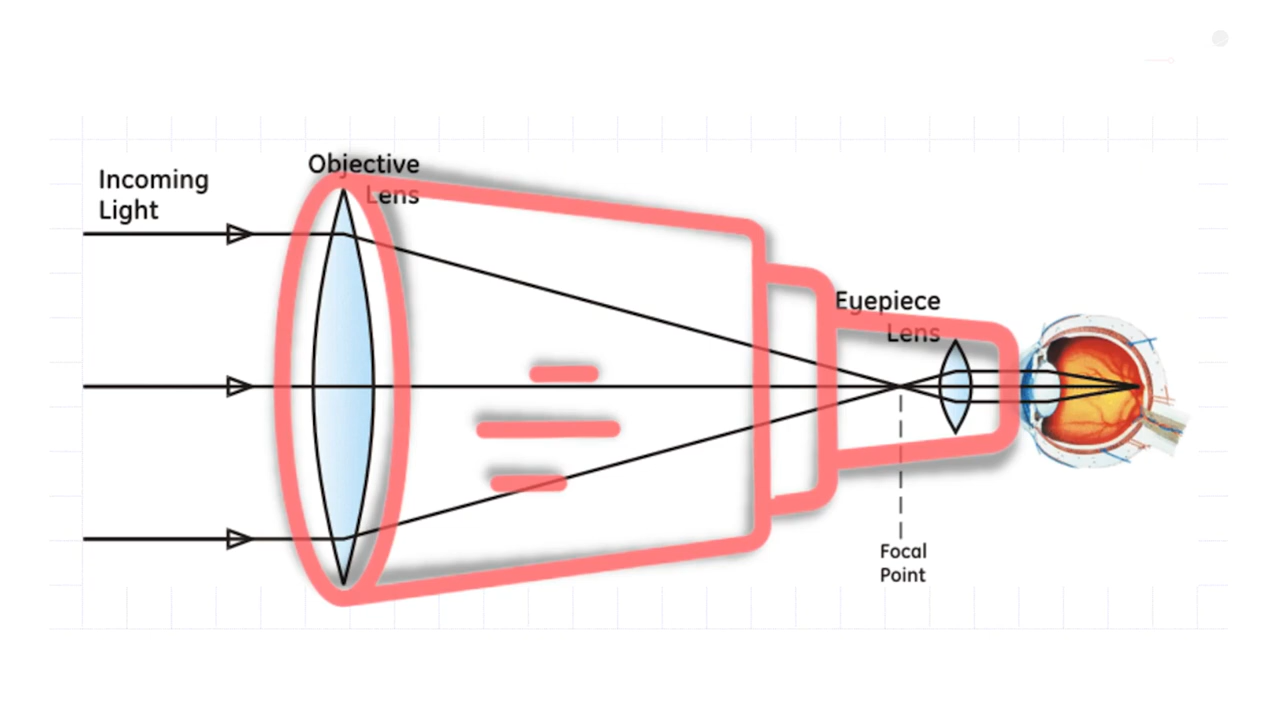 Incoming
Light
Objective
Lens
Eyepiece
Lens
Focal
Point